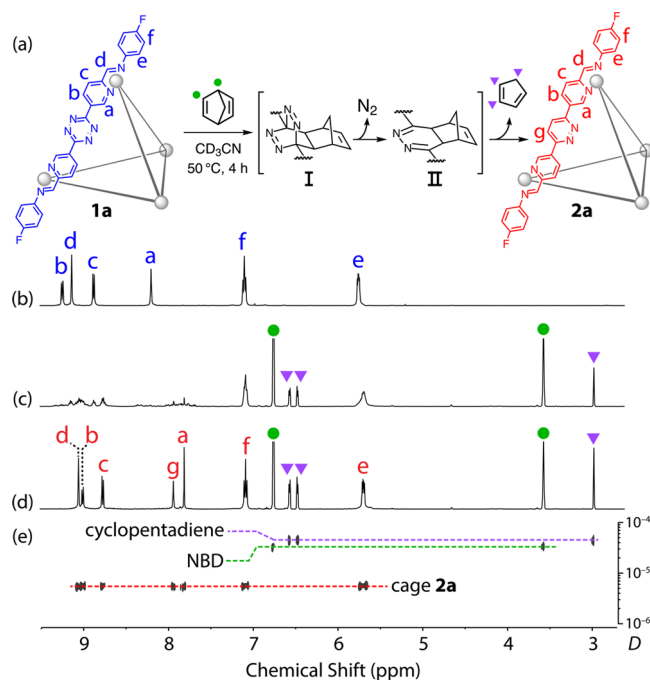 (a)
F
f
e
d
N
c
b
N
a
N N
N N
N
N
F
1a
CD₃CN
50 °C, 4 h
N
N
N
N
I
N₂
N
N
II
F
f
e
d
N
c
b
N
a
g
N
N
N
N
F
2a
(b)
b d c a f e
(c)
(d)
d b c g a f e
(e)
cyclopentadiene
NBD
cage 2a
10⁻⁴
10⁻⁵
10⁻⁶
9 8 7 6 5 4 3 D
Chemical Shift (ppm)